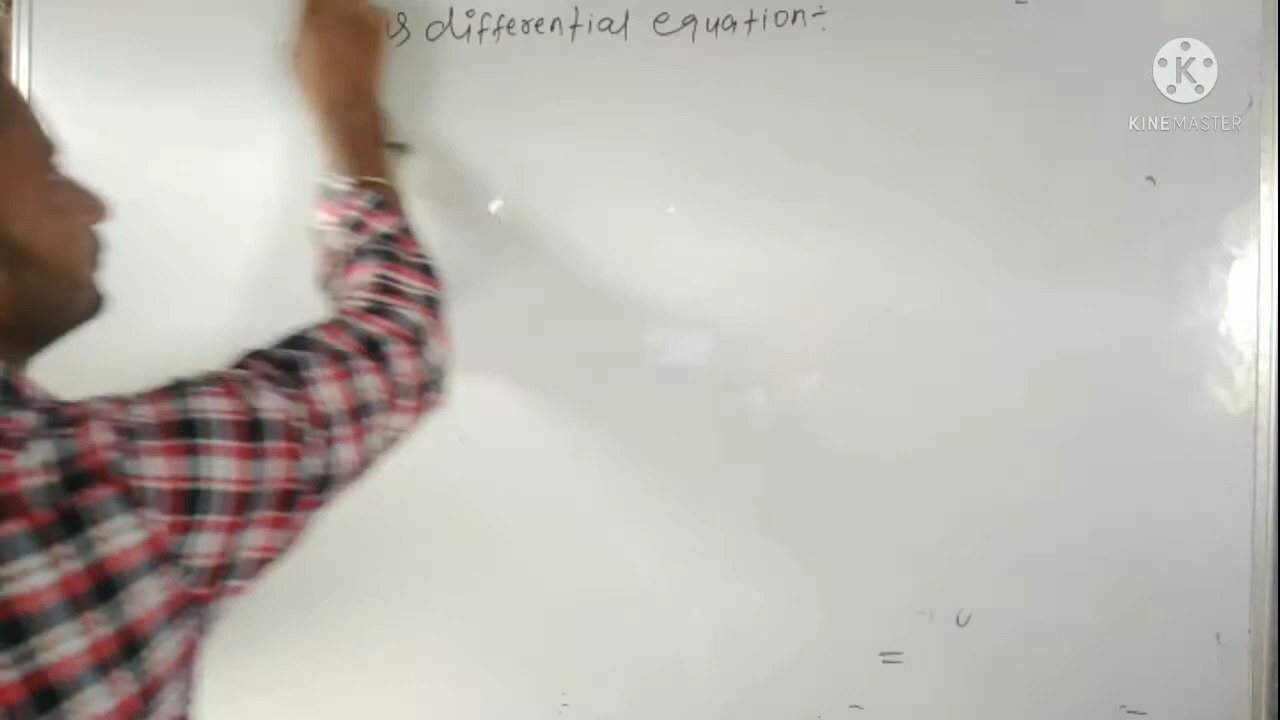 differential equation:-
KINEMASTER
=